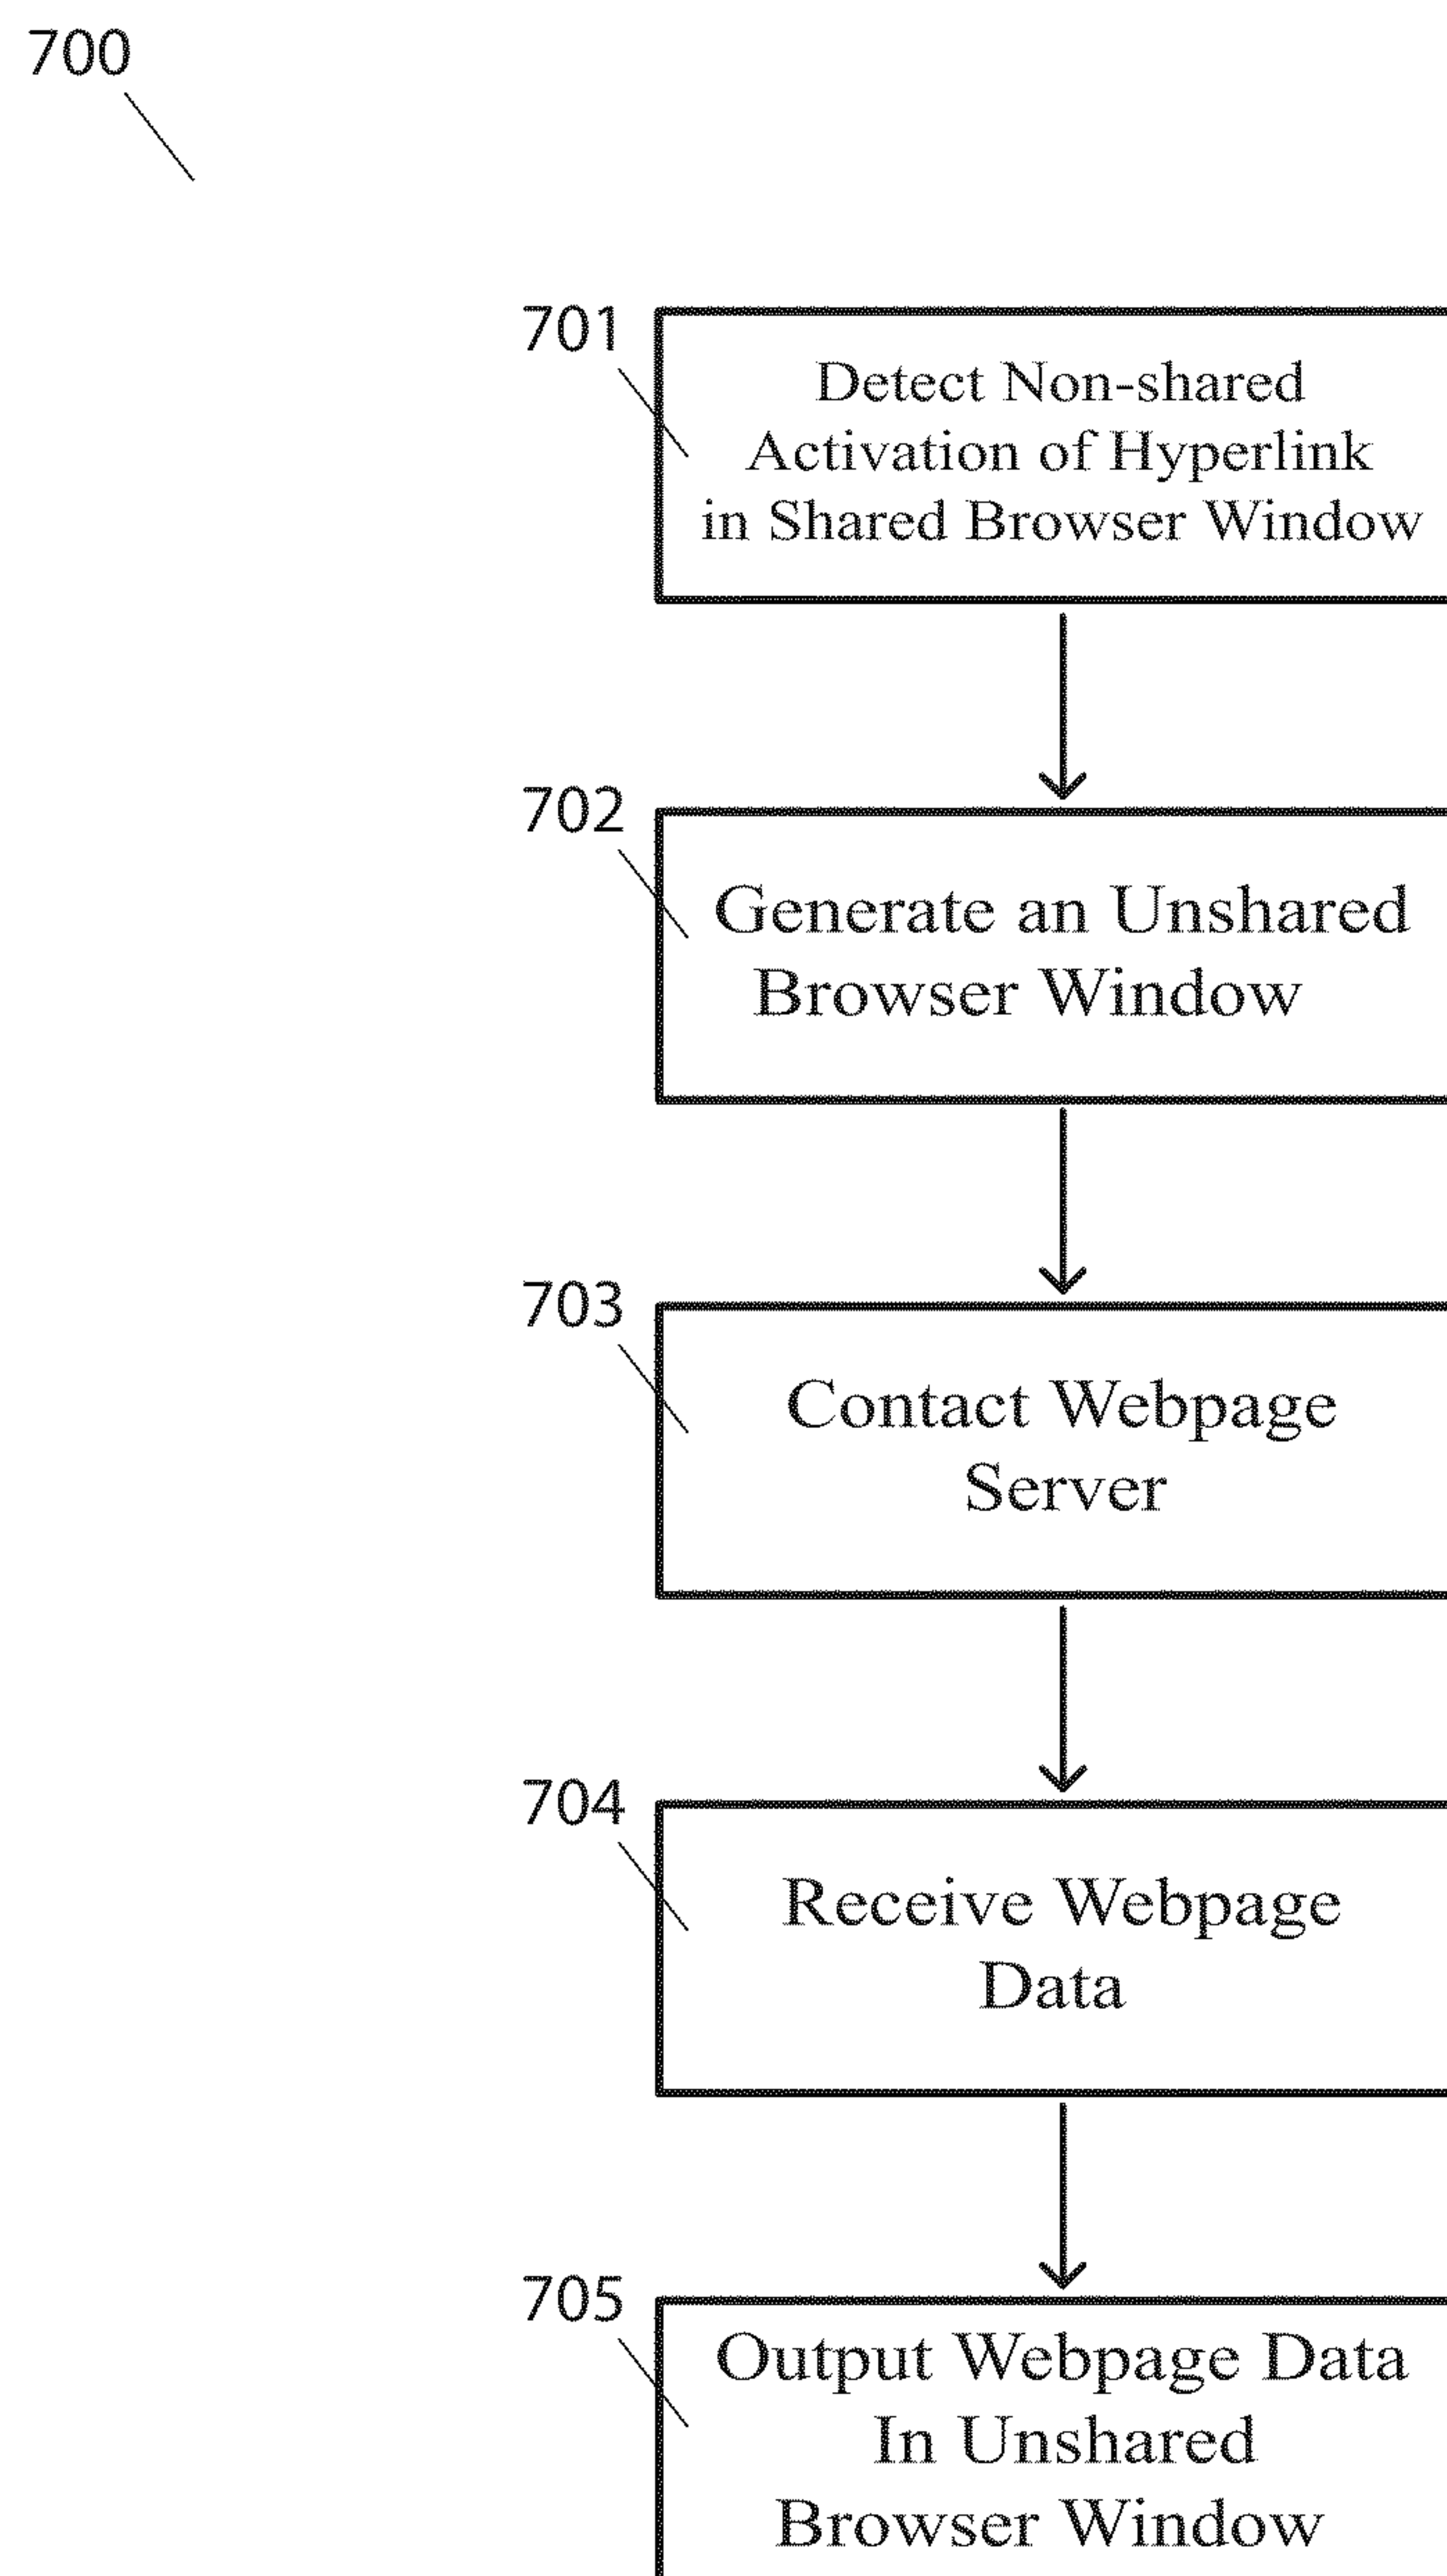 700
701
Detect Non-shared
Activation of Hyperlink
in Shared Browser Window
702
Generate an Unshared
Browser Window
703
Contact Webpage
Server
704
Receive Webpage
Data
705
Output Webpage Data
In Unshared
Browser Window